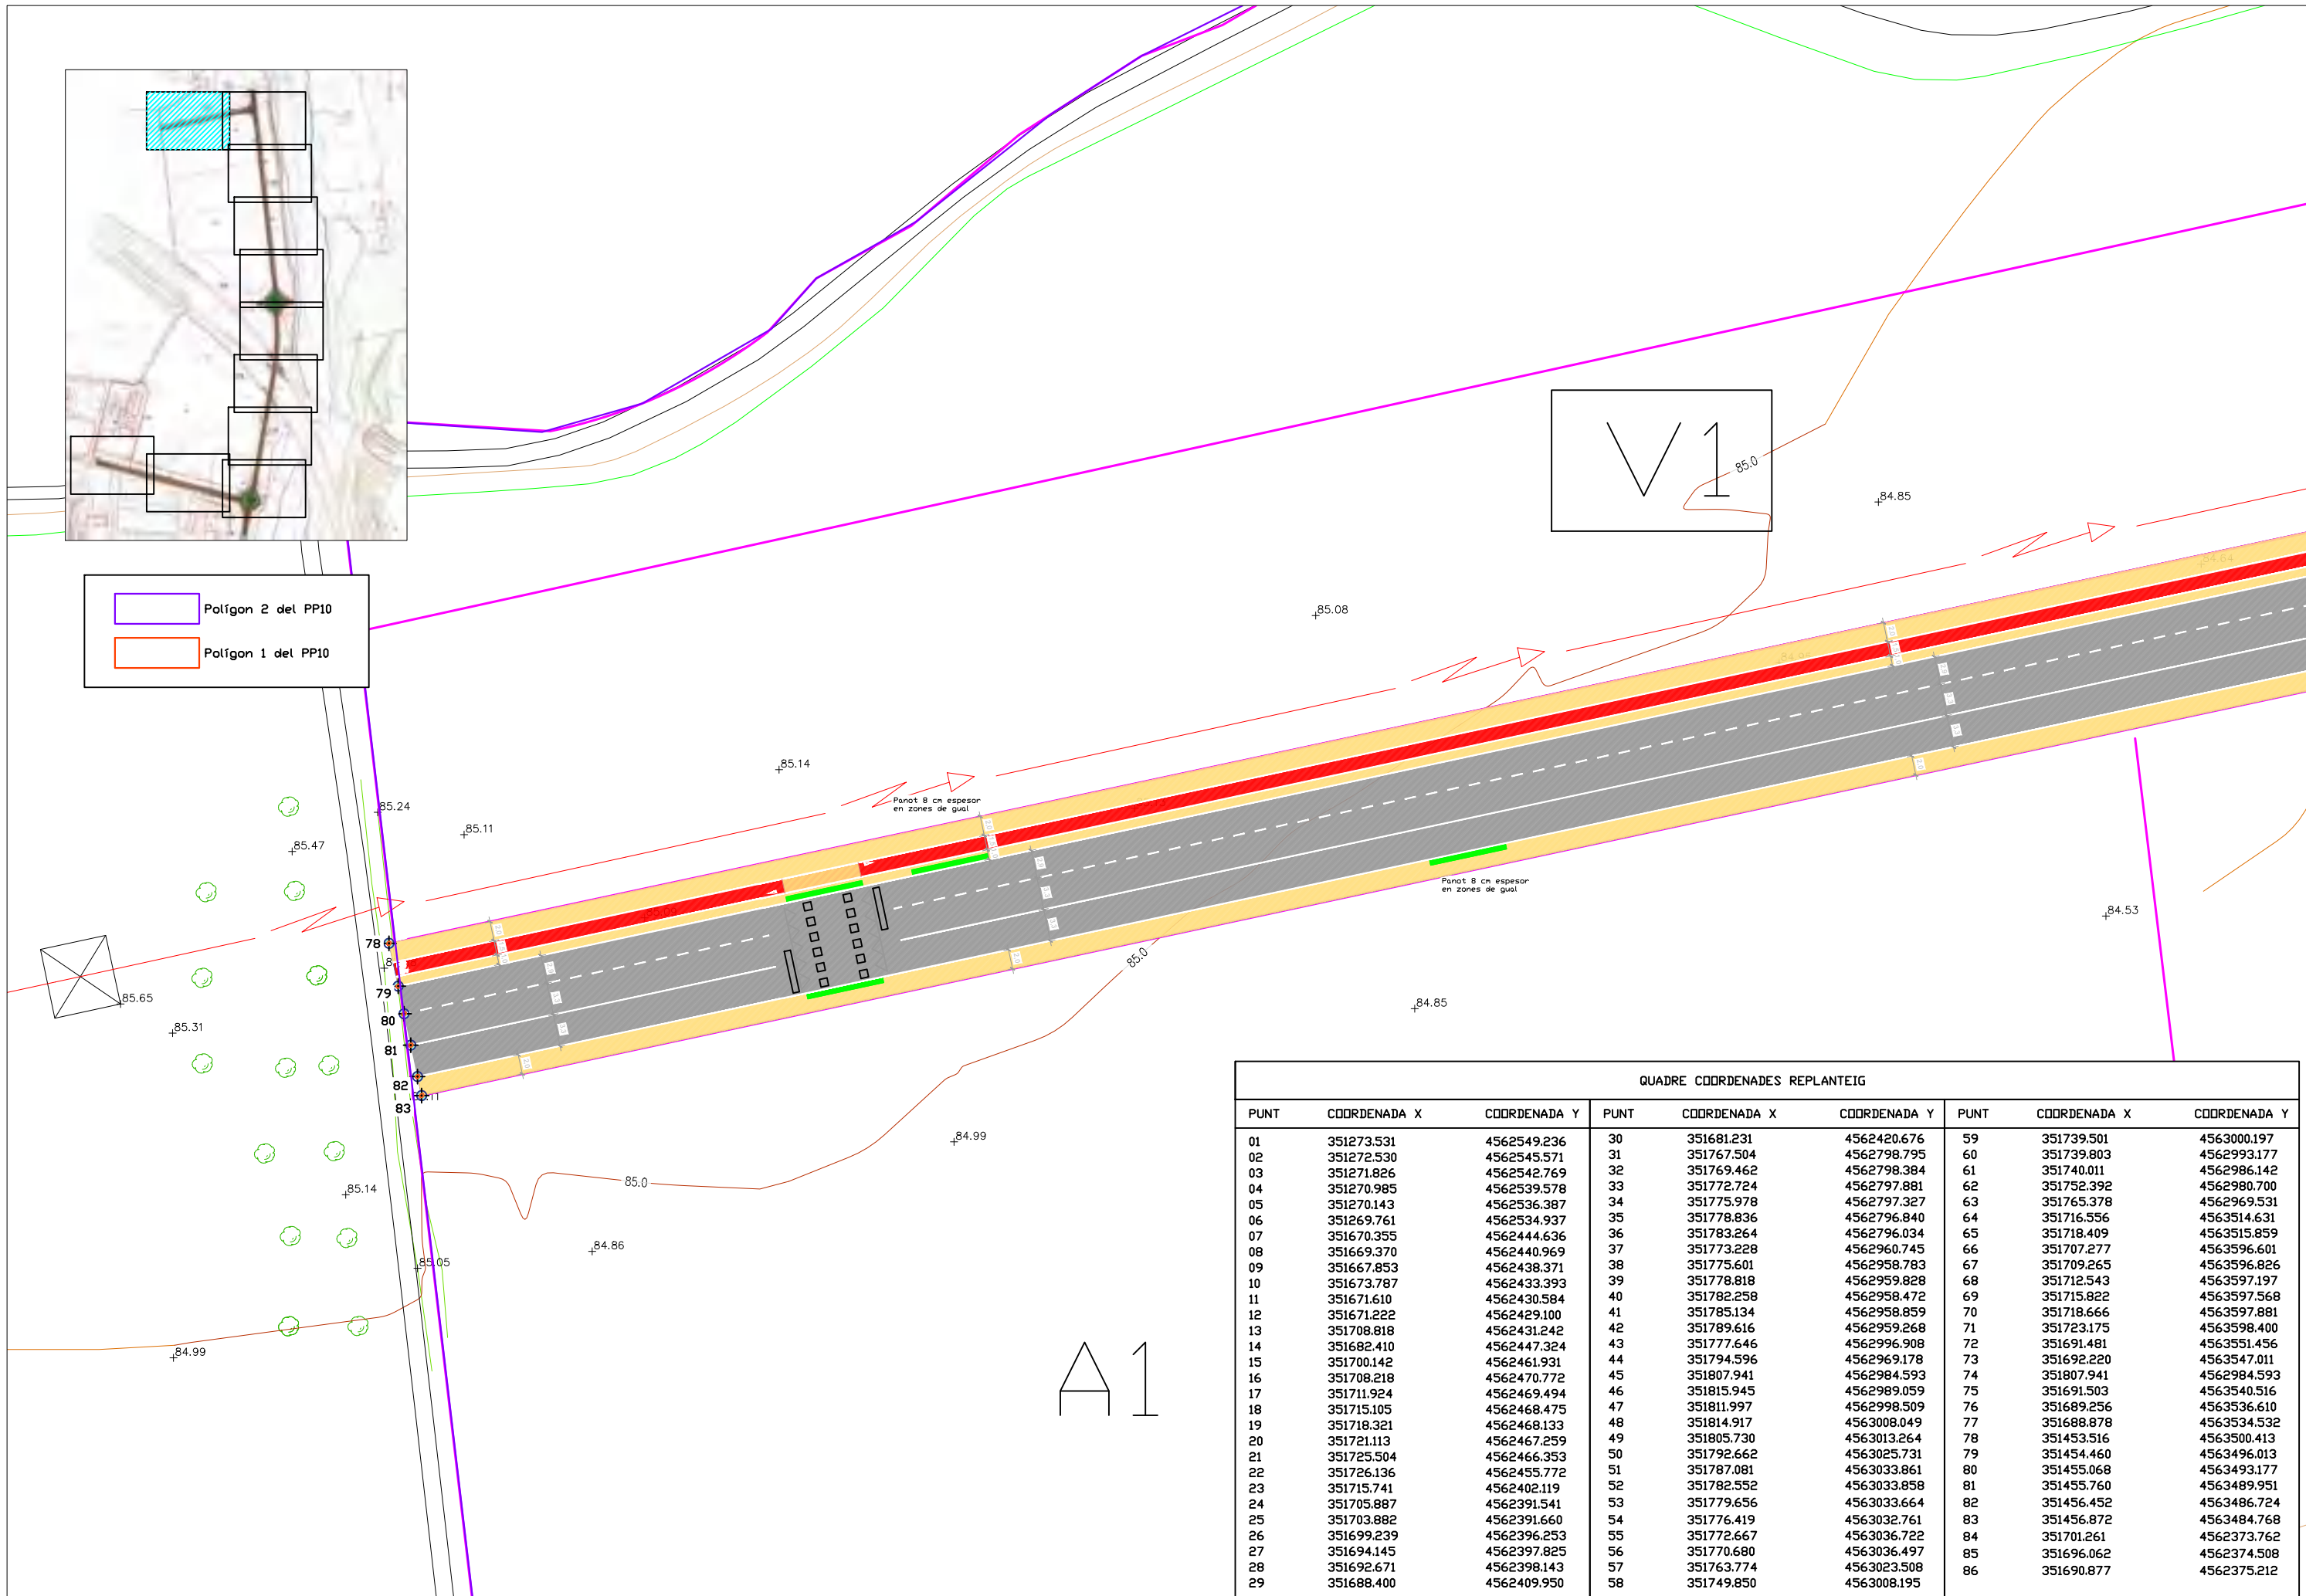 Polígon 2 del PP10
Polígon 1 del PP10
V1
85.0
84.85
84.64
85.08
85.14
Panot 8 cm espesor
en zones de gual
85.24
85.11
85.47
Panot 8 cm espesor
en zones de gual
84.53
78
79
80
81
82
83
85.65
85.31
85.0
84.85
84.99
85.14
85.0
84.86
85.05
84.99
A1
QUADRE COORDENADES REPLANTEIG
PUNT COORDENADA X COORDENADA Y PUNT COORDENADA X COORDENADA Y PUNT COORDENADA X COORDENADA Y
01 351273.531 4562549.236 30 351681.231 4562420.676 59 351739.501 4563000.197
02 351272.530 4562545.571 31 351767.504 4562798.795 60 351739.803 4562993.177
03 351271.826 4562542.769 32 351769.462 4562798.384 61 351740.011 4562986.142
04 351270.985 4562539.578 33 351772.724 4562797.881 62 351752.392 4562980.700
05 351270.143 4562536.387 34 351775.978 4562797.327 63 351765.378 4562969.531
06 351269.761 4562534.937 35 351778.836 4562796.840 64 351716.556 4563514.631
07 351670.355 4562444.636 36 351783.264 4562796.034 65 351718.409 4563515.859
08 351669.370 4562440.969 37 351773.228 4562960.745 66 351707.277 4563596.601
09 351667.853 4562438.371 38 351775.601 4562958.783 67 351709.265 4563596.826
10 351673.787 4562433.393 39 351778.818 4562959.828 68 351712.543 4563597.197
11 351671.610 4562430.584 40 351782.258 4562958.472 69 351715.822 4563597.568
12 351671.222 4562429.100 41 351785.134 4562958.859 70 351718.666 4563597.881
13 351708.818 4562431.242 42 351789.616 4562959.268 71 351723.175 4563598.400
14 351682.410 4562447.324 43 351777.646 4562996.908 72 351691.481 4563551.456
15 351700.142 4562461.931 44 351794.596 4562969.178 73 351692.220 4563547.011
16 351708.218 4562470.772 45 351807.941 4562984.593 74 351807.941 4562984.593
17 351711.924 4562469.494 46 351815.945 4562989.059 75 351691.503 4563540.516
18 351715.105 4562468.475 47 351811.997 4562998.509 76 351689.256 4563536.610
19 351718.321 4562468.133 48 351814.917 4563008.049 77 351688.878 4563534.532
20 351721.113 4562467.259 49 351805.730 4563013.264 78 351453.516 4563500.413
21 351725.504 4562466.353 50 351792.662 4563025.731 79 351454.460 4563496.013
22 351726.136 4562455.772 51 351787.081 4563033.861 80 351455.068 4563493.177
23 351715.741 4562402.119 52 351782.552 4563033.858 81 351455.760 4563489.951
24 351705.887 4562391.541 53 351779.656 4563033.664 82 351456.452 4563486.724
25 351703.882 4562391.660 54 351776.419 4563032.761 83 351456.872 4563484.768
26 351699.239 4562396.253 55 351772.667 4563036.722 84 351701.261 4562373.762
27 351694.145 4562397.825 56 351770.680 4563036.497 85 351696.062 4562374.508
28 351692.671 4562398.143 57 351763.774 4563023.508 86 351690.877 4562375.212
29 351688.400 4562409.950 58 351749.850 4563008.195